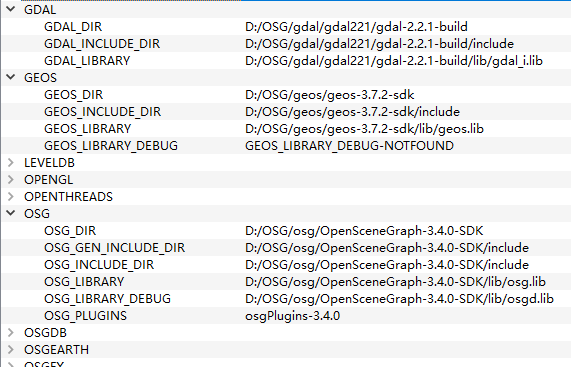 GDAL
GDAL_DIR D:/OSG/gdal/gdal221/gdal-2.2.1-build
GDAL_INCLUDE_DIR D:/OSG/gdal/gdal221/gdal-2.2.1-build/include
GDAL_LIBRARY D:/OSG/gdal/gdal221/gdal-2.2.1-build/lib/gdal_i.lib
GEOS
GEOS_DIR D:/OSG/geos/geos-3.7.2-sdk
GEOS_INCLUDE_DIR D:/OSG/geos/geos-3.7.2-sdk/include
GEOS_LIBRARY D:/OSG/geos/geos-3.7.2-sdk/lib/geos.lib
GEOS_LIBRARY_DEBUG GEOS_LIBRARY_DEBUG-NOTFOUND
LEVELDB
OPENGL
OPENTHREADS
OSG
OSG_DIR D:/OSG/osg/OpenSceneGraph-3.4.0-SDK
OSG_GEN_INCLUDE_DIR D:/OSG/osg/OpenSceneGraph-3.4.0-SDK/include
OSG_INCLUDE_DIR D:/OSG/osg/OpenSceneGraph-3.4.0-SDK/include
OSG_LIBRARY D:/OSG/osg/OpenSceneGraph-3.4.0-SDK/lib/osg.lib
OSG_LIBRARY_DEBUG D:/OSG/osg/OpenSceneGraph-3.4.0-SDK/lib/osgd.lib
OSG_PLUGINS osgPlugins-3.4.0
OSGDB
OSGEARTH